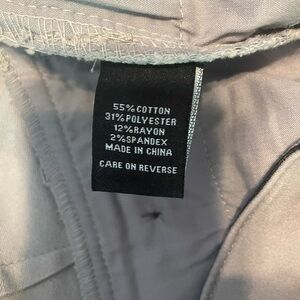 55% COTTON
31% POLYESTER
12% RAYON
2% SPANDEX
MADE IN CHINA
CARE ON REVERSE